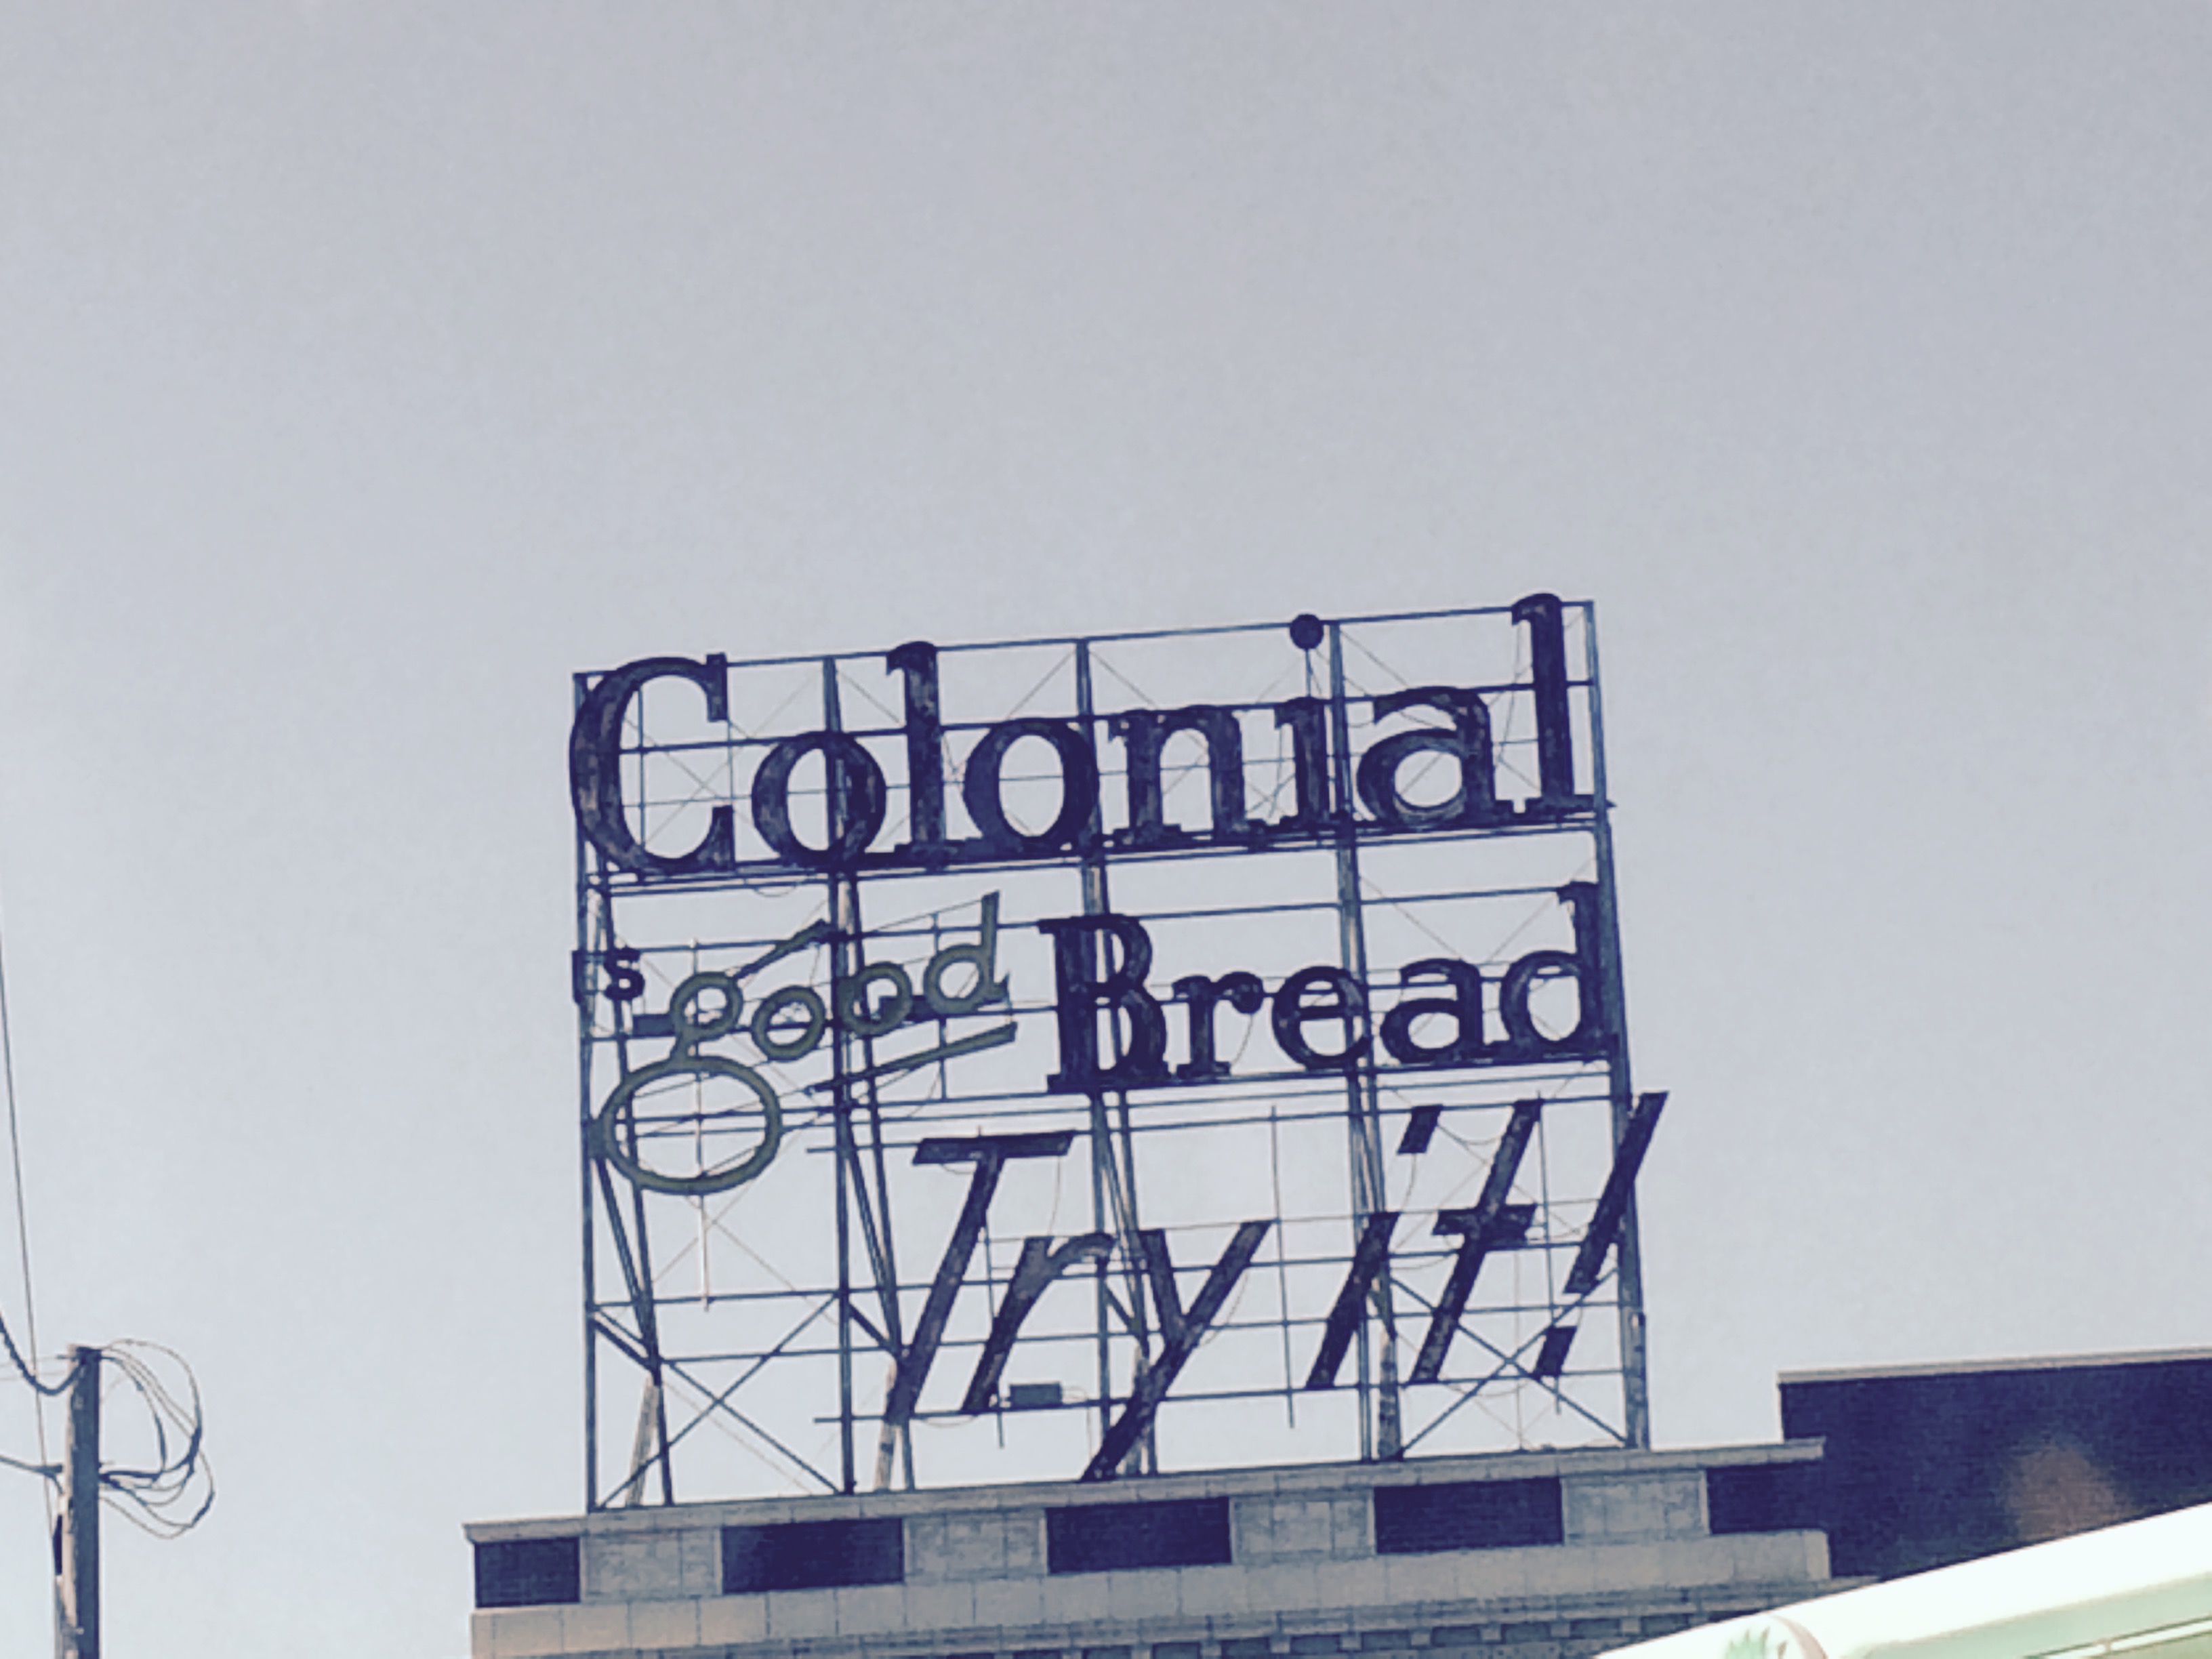 Colonial
is good Bread
Try it!